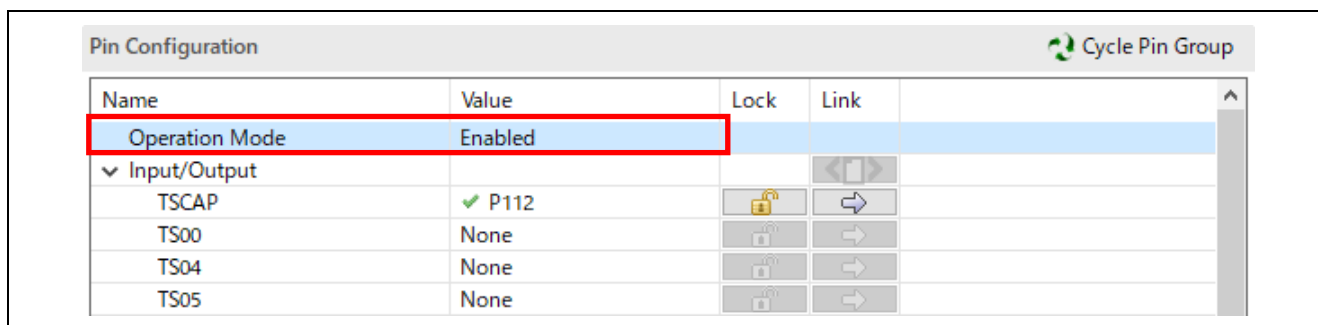 Pin Configuration Cycle Pin Group
Name Value Lock Link
Operation Mode Enabled
Input/Output
TSCAP P112
TS00 None
TS04 None
TS05 None